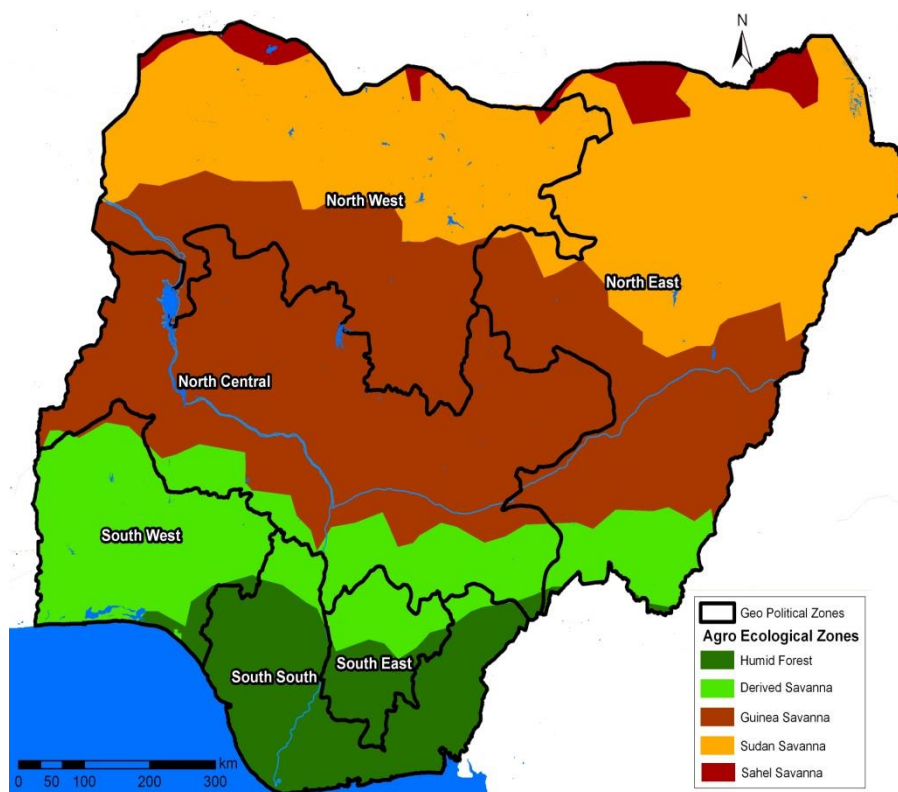 N
North West
North East
North Central
South West
South East
South South
Geo Political Zones
Agro Ecological Zones
Humid Forest
Derived Savanna
Guinea Savanna
Sudan Savanna
Sahel Savanna
km
0 50 100 200 300